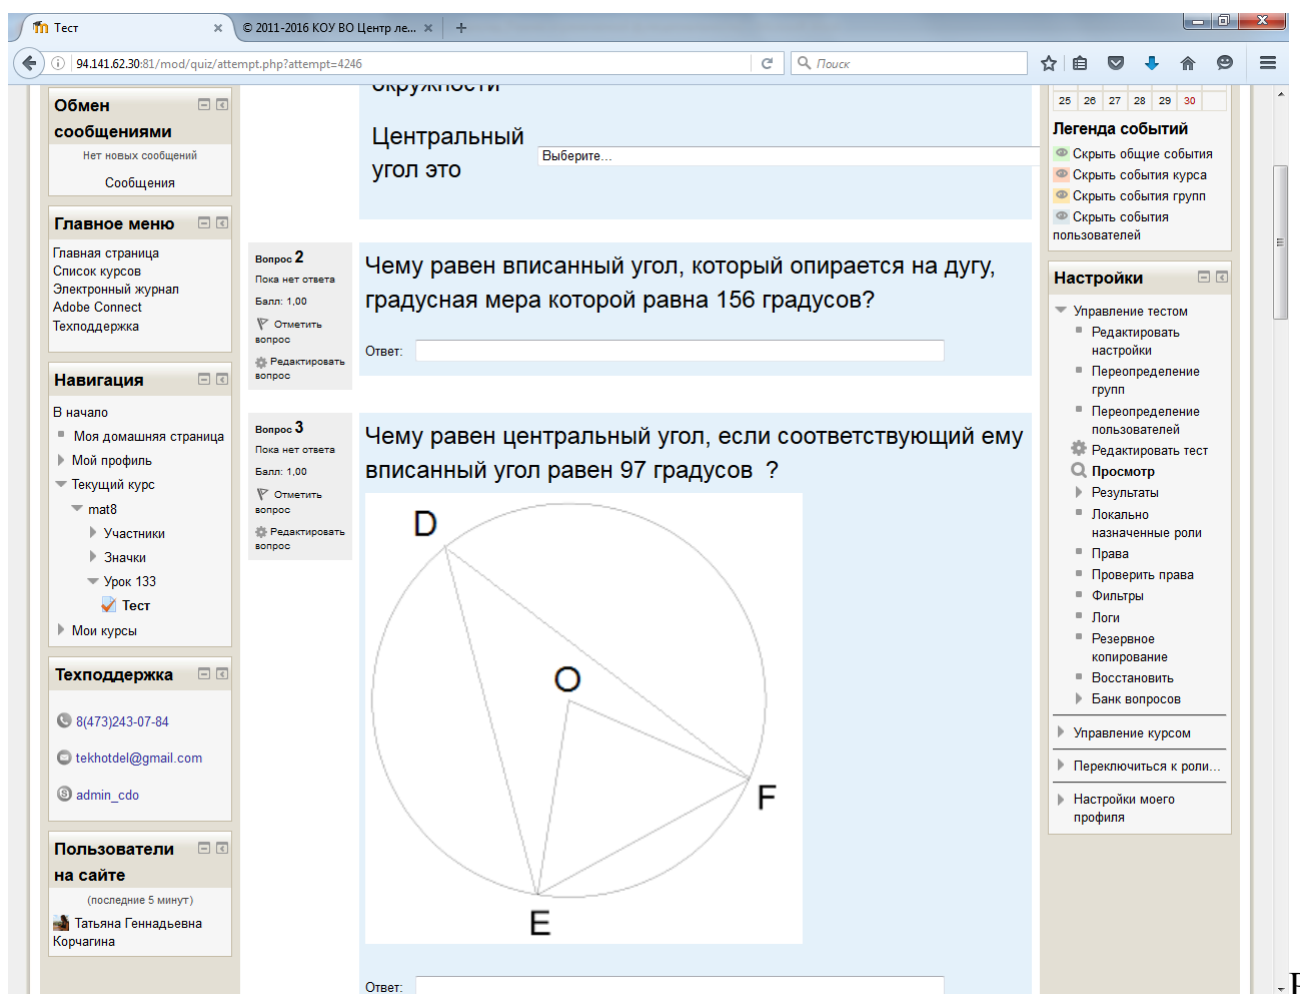 Тест
© 2011-2016 КОУ ВО Центр ле...
94.141.62.30:81/mod/quiz/attempt.php?attempt=4246
Поиск
Обмен
сообщениями
Нет новых сообщений
Сообщения
Главное меню
Главная страница
Список курсов
Электронный журнал
Adobe Connect
Техподдержка
Навигация
В начало
Моя домашняя страница
Мой профиль
Текущий курс
mat8
Участники
Значки
Урок 133
Тест
Мои курсы
Техподдержка
8(473)243-07-84
tekhotdel@gmail.com
admin_cdo
Пользователи
на сайте
(последние 5 минут)
Татьяна Геннадьевна
Корчагина
окружности
Центральный
угол это
Выберите...
Вопрос 2
Пока нет ответа
Балл: 1,00
Отметить
вопрос
Редактировать
вопрос
Чему равен вписанный угол, который опирается на дугу,
градусная мера которой равна 156 градусов?
Ответ:
Вопрос 3
Пока нет ответа
Балл: 1,00
Отметить
вопрос
Редактировать
вопрос
Чему равен центральный угол, если соответствующий ему
вписанный угол равен 97 градусов ?
D
O
F
E
Ответ:
25 26 27 28 29 30
Легенда событий
Скрыть общие события
Скрыть события курса
Скрыть события групп
Скрыть события
пользователей
Настройки
Управление тестом
Редактировать
настройки
Переопределение
групп
Переопределение
пользователей
Редактировать тест
Просмотр
Результаты
Локально
назначенные роли
Права
Проверить права
Фильтры
Логи
Резервное
копирование
Восстановить
Банк вопросов
Управление курсом
Переключиться к роли...
Настройки моего
профиля